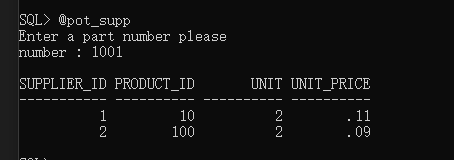 SQL> @pot_supp
Enter a part number please
number : 1001
SUPPLIER_ID PRODUCT_ID       UNIT UNIT_PRICE
----------- ---------- ---------- ----------
          1         10          2        .11
          2        100          2        .09